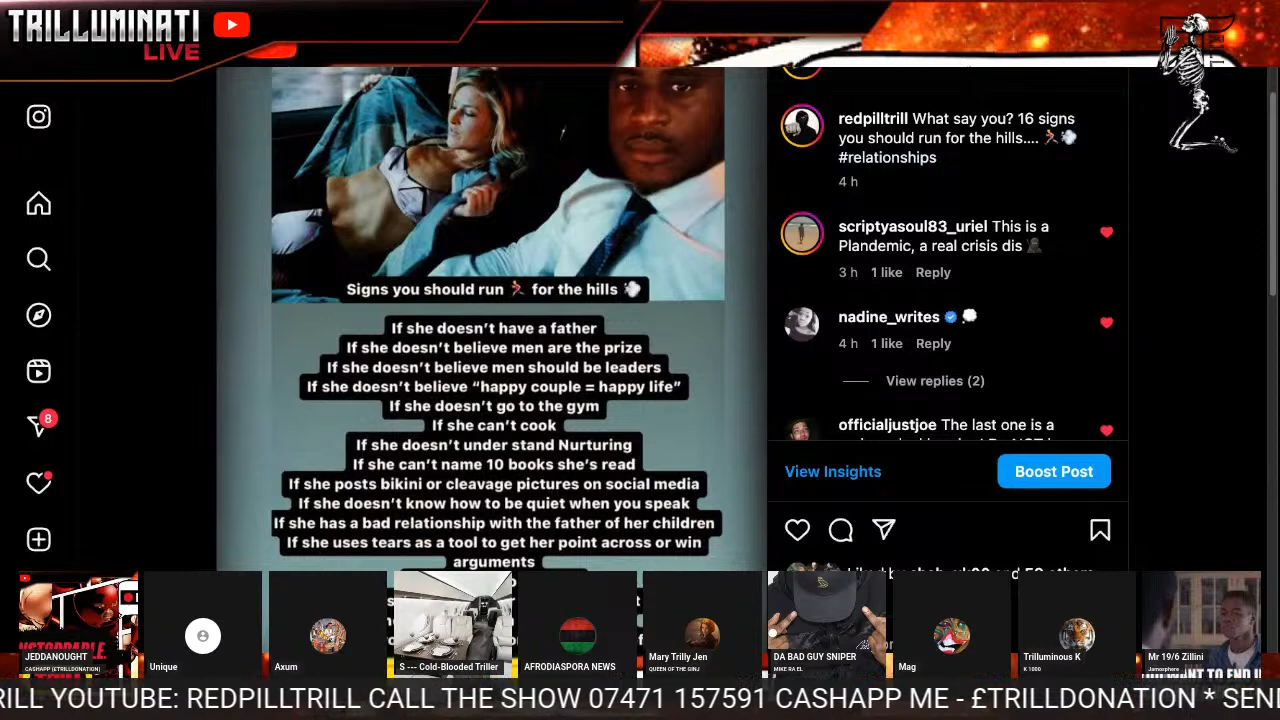 TRILLUMINATI
LIVE
redpilltrill What say you? 16 signs
you should run for the hills....
#relationships
4 h
scriptyasoul83_uriel This is a
Plandemic, a real crisis dis
3 h 1 like Reply
nadine_writes
4 h 1 like Reply
View replies (2)
officialjustjoe The last one is a
View Insights
Boost Post
8
Signs you should run for the hills
If she doesn't have a father
If she doesn't believe men are the prize
If she doesn't believe men should be leaders
If she doesn't believe “happy couple = happy life”
If she doesn't go to the gym
If she can't cook
If she doesn't under stand Nurturing
If she can't name 10 books she's read
If she posts bikini or cleavage pictures on social media
If she doesn't know how to be quiet when you speak
If she has a bad relationship with the father of her children
If she uses tears as a tool to get her point across or win
arguments
JEDDANOUGHT
CASHAPP (£TRILLDONATION)
Unique
Axum
S --- Cold-Blooded Triller
AFRODIASPORA NEWS
Mary Trilly Jen
QUEEN OF THE GINJ
DA BAD GUY SNIPER
MIKE RA EL
Mag
Trilluminous K
K 1000
Mr 19/6 Zillini
Jamorphere
RILL YOUTUBE: REDPILLTRILL CALL THE SHOW 07471 157591 CASHAPP ME - £TRILLDONATION * SEN